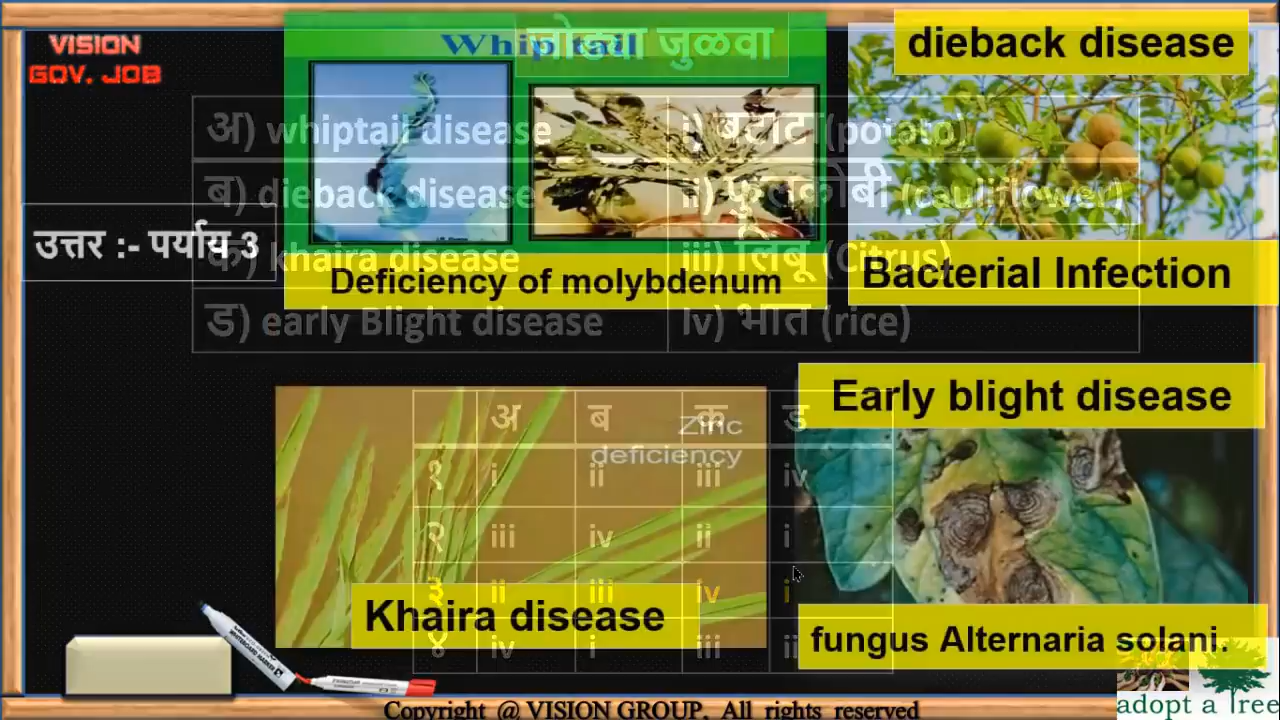 VISION
GOV. JOB
Whip tail
जोड्या जुळवा
dieback disease
अ) whiptail disease
i) बटाटा (potato)
ब) dieback disease
ii) फुलकोबी (cauliflower)
उत्तर :- पर्याय 3
क) khaira disease
iii) लिंबू (Citrus)
Deficiency of molybdenum
Bacterial Infection
ड) early Blight disease
iv) भात (rice)
Early blight disease
अ ब क ड
Zinc
deficiency
१ i ii iii iv
२ iii iv ii i
३ ii iii iv i
४ iv i iii ii
Khaira disease
fungus Alternaria solani.
adopt a Tree
Copyright @ VISION GROUP. All rights reserved